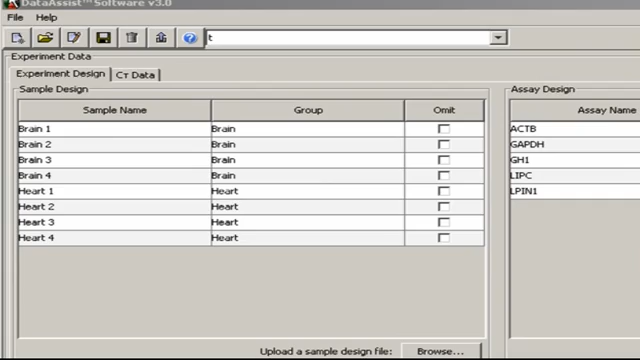 DataAssist™ Software v3.0
File Help
t
Experiment Data
Experiment Design CT Data
Sample Design Assay Design
Sample Name Group Omit Assay Name
Brain 1 Brain ACTB
Brain 2 Brain GAPDH
Brain 3 Brain GH1
Brain 4 Brain LIPC
Heart 1 Heart LPIN1
Heart 2 Heart
Heart 3 Heart
Heart 4 Heart
Upload a sample design file: Browse...